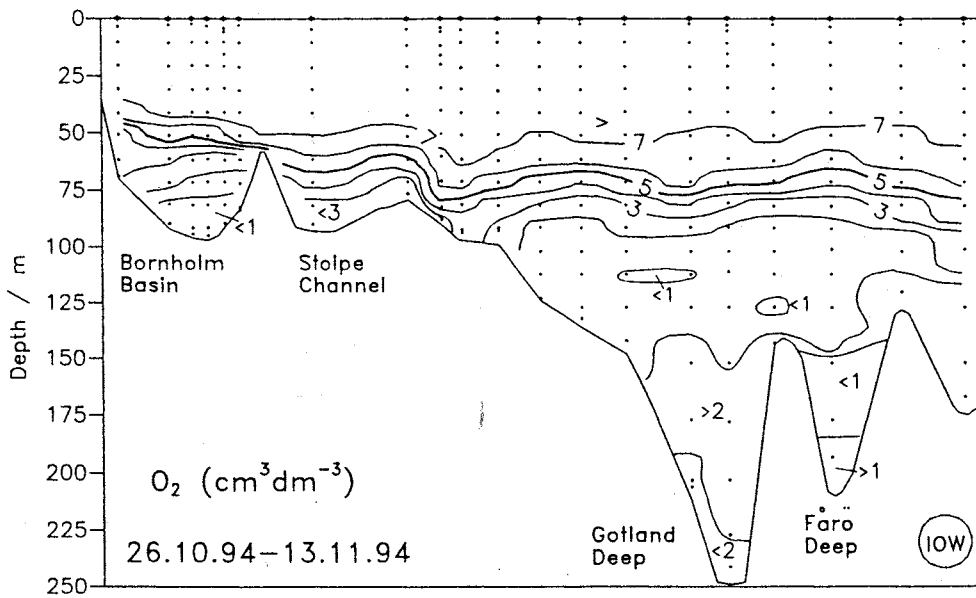 0
25
50
75
100
125
150
175
200
225
250
Depth / m
>
>
7
7
5
5
3
3
<3
<1
Bornholm
Basin
Stolpe
Channel
<1
<1
<1
>2
>1
<2
O₂ (cm³dm⁻³)
26.10.94–13.11.94
Gotland
Deep
Fårö
Deep
IOW